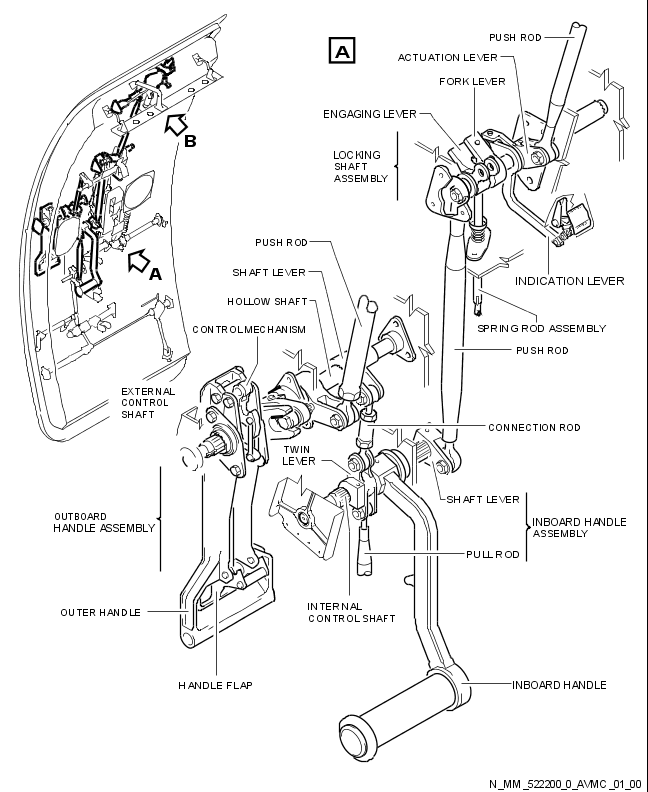 A
PUSH ROD
ACTUATION LEVER
FORK LEVER
ENGAGING LEVER
LOCKING
SHAFT
ASSEMBLY
B
A
INDICATION LEVER
PUSH ROD
SHAFT LEVER
HOLLOW SHAFT
CONTROL MECHANISM
SPRING ROD ASSEMBLY
PUSH ROD
EXTERNAL
CONTROL
SHAFT
CONNECTION ROD
TWIN
LEVER
SHAFT LEVER
OUTBOARD
HANDLE ASSEMBLY
INBOARD HANDLE
ASSEMBLY
PULL ROD
OUTER HANDLE
INTERNAL
CONTROL SHAFT
HANDLE FLAP
INBOARD HANDLE
N_MM_522200_0_AVMC_01_00